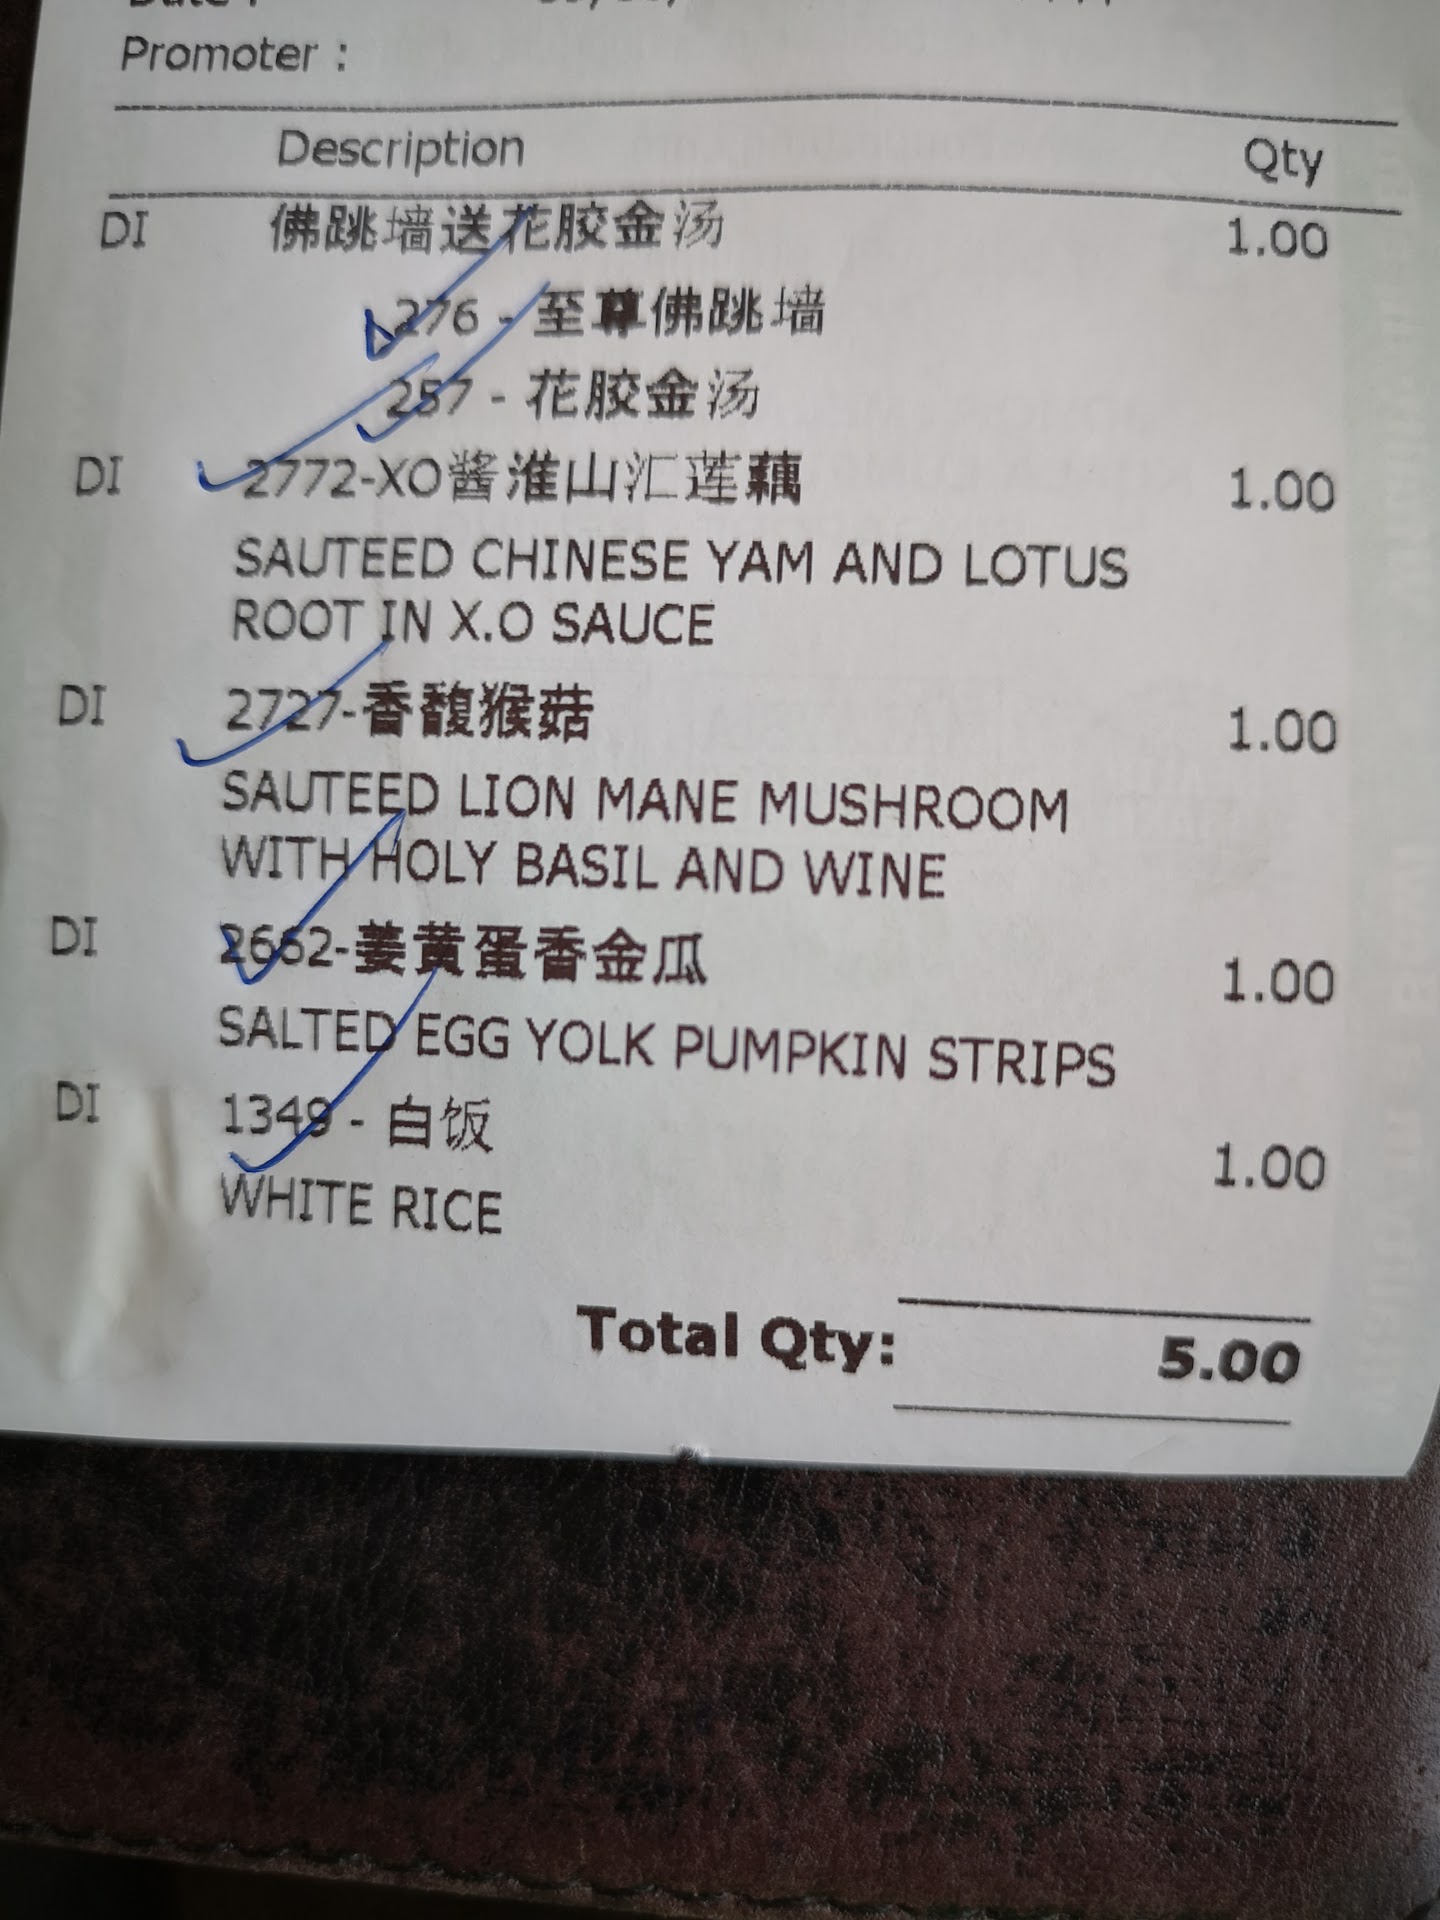 Promoter :
Description Qty
DI 佛跳墙送花胶金汤 1.00
276 - 至尊佛跳墙
257 - 花胶金汤
DI 2772-XO酱淮山汇莲藕 1.00
SAUTEED CHINESE YAM AND LOTUS
ROOT IN X.O SAUCE
DI 2727-香馥猴菇 1.00
SAUTEED LION MANE MUSHROOM
WITH HOLY BASIL AND WINE
DI 2662-姜黄蛋香金瓜 1.00
SALTED EGG YOLK PUMPKIN STRIPS
DI 1349 - 白饭 1.00
WHITE RICE
Total Qty: 5.00